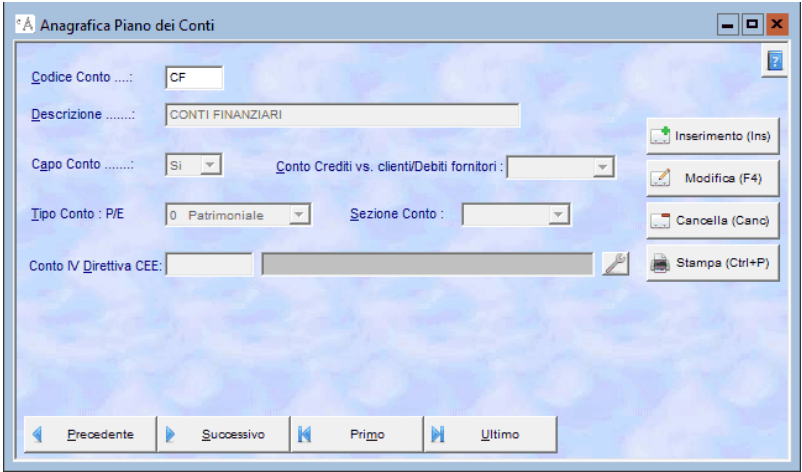 Anagrafica Piano dei Conti
Codice Conto ....: CF
Descrizione .......: CONTI FINANZIARI
Capo Conto .......: Si Conto Crediti vs. clienti/Debiti fornitori :
Tipo Conto : P/E 0 Patrimoniale Sezione Conto :
Conto IV Direttiva CEE:
Inserimento (Ins)
Modifica (F4)
Cancella (Canc)
Stampa (Ctrl+P)
Precedente Successivo Primo Ultimo